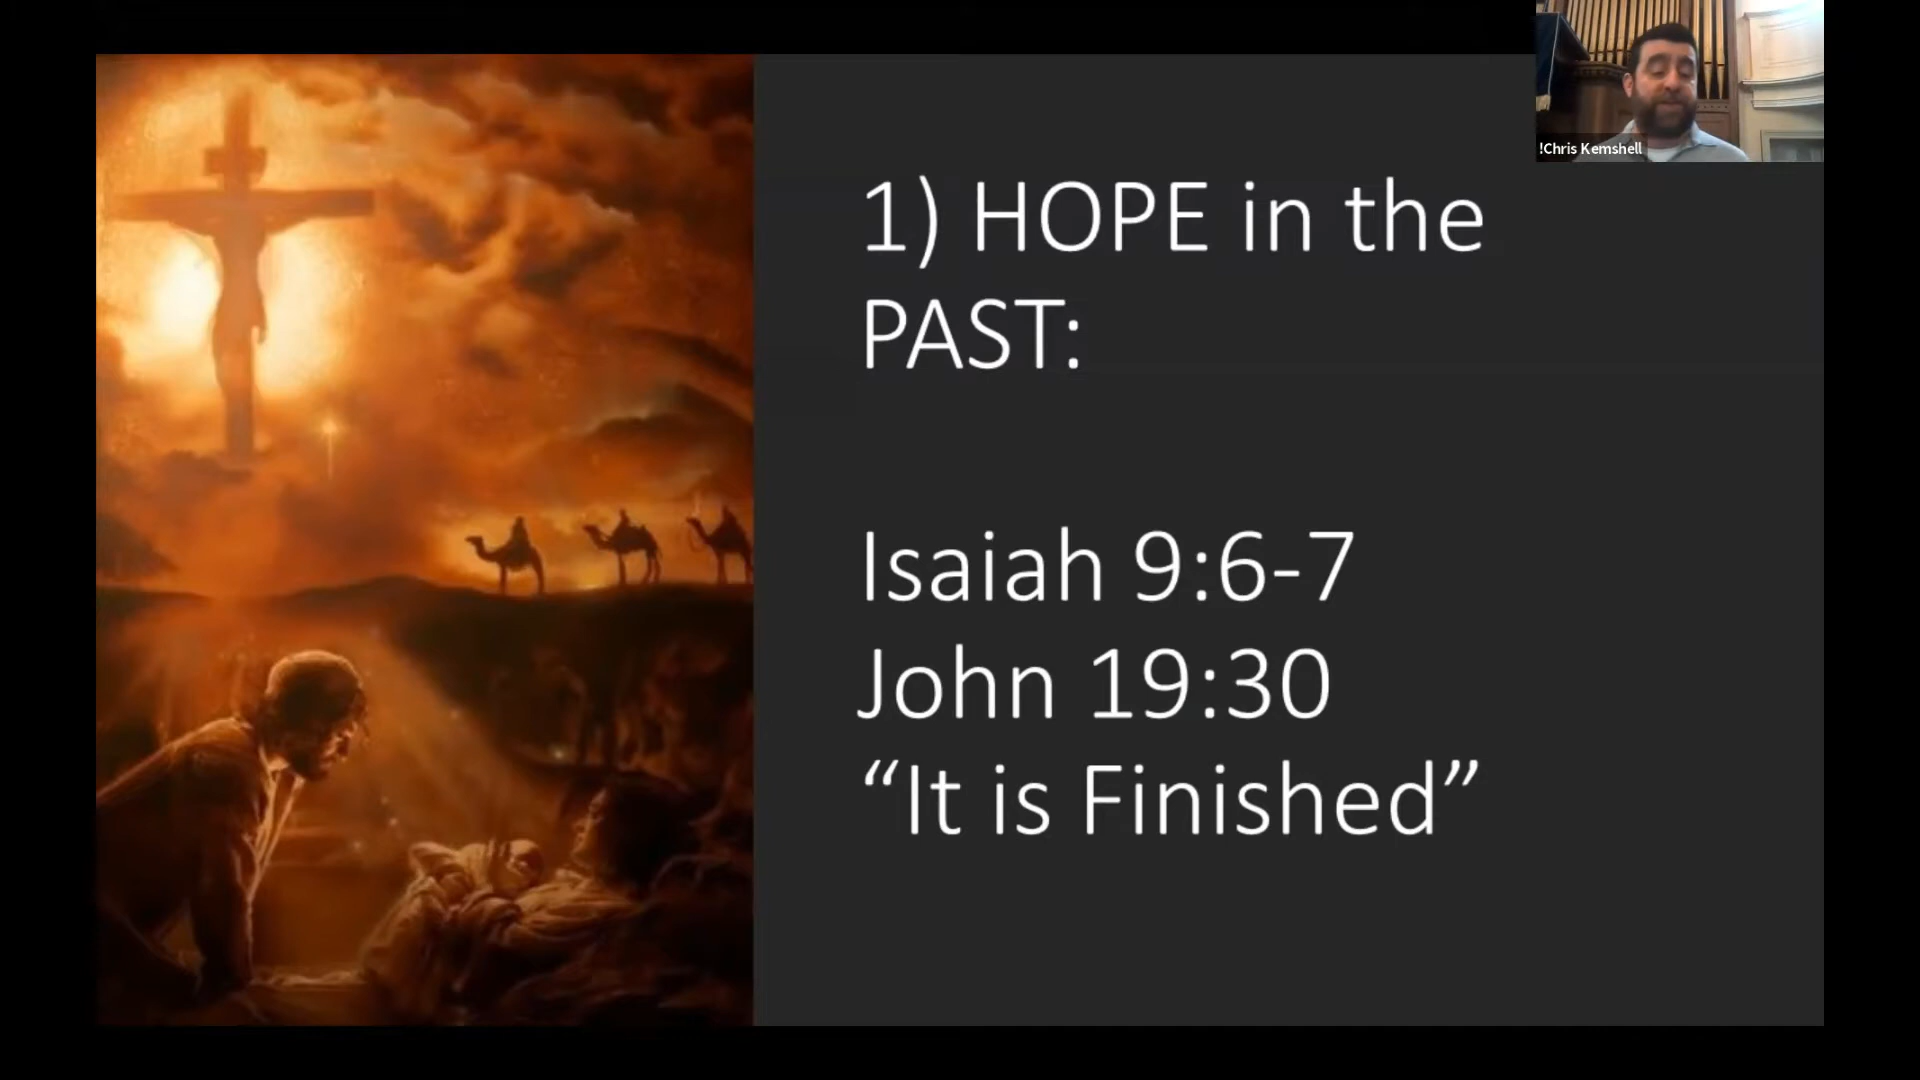 !Chris Kemshell
1) HOPE in the
PAST:
Isaiah 9:6-7
John 19:30
“It is Finished”